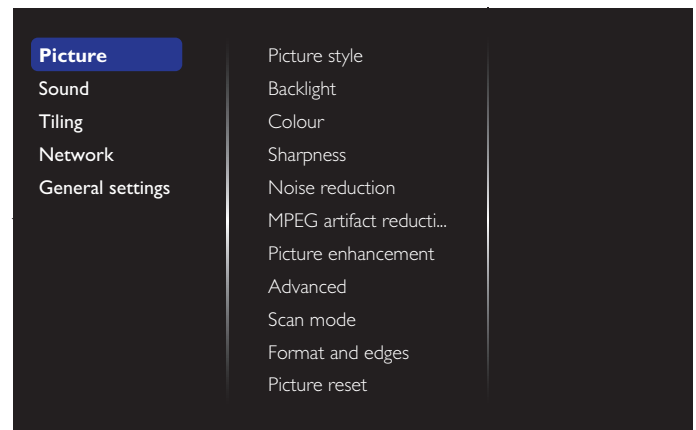 Picture
Sound
Tiling
Network
General settings
Picture style
Backlight
Colour
Sharpness
Noise reduction
MPEG artifact reducti...
Picture enhancement
Advanced
Scan mode
Format and edges
Picture reset